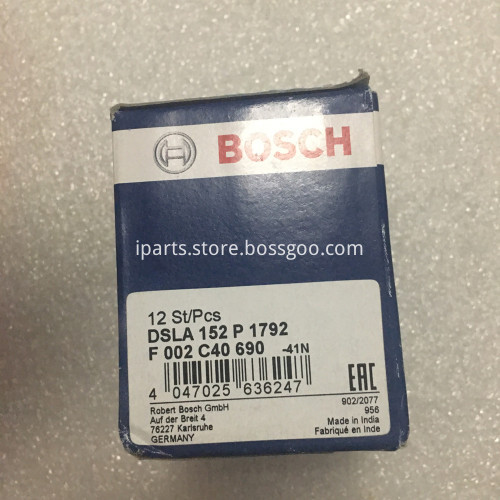 BOSCH
iparts.store.bossgoo.com
12 St/Pcs
DSLA 152 P 1792
F 002 C40 690 -41N
4 047025 636247
EAC
Robert Bosch GmbH
Auf der Breit 4
76227 Karlsruhe
GERMANY
902/2077
956
Made in India
Fabriqué en Inde